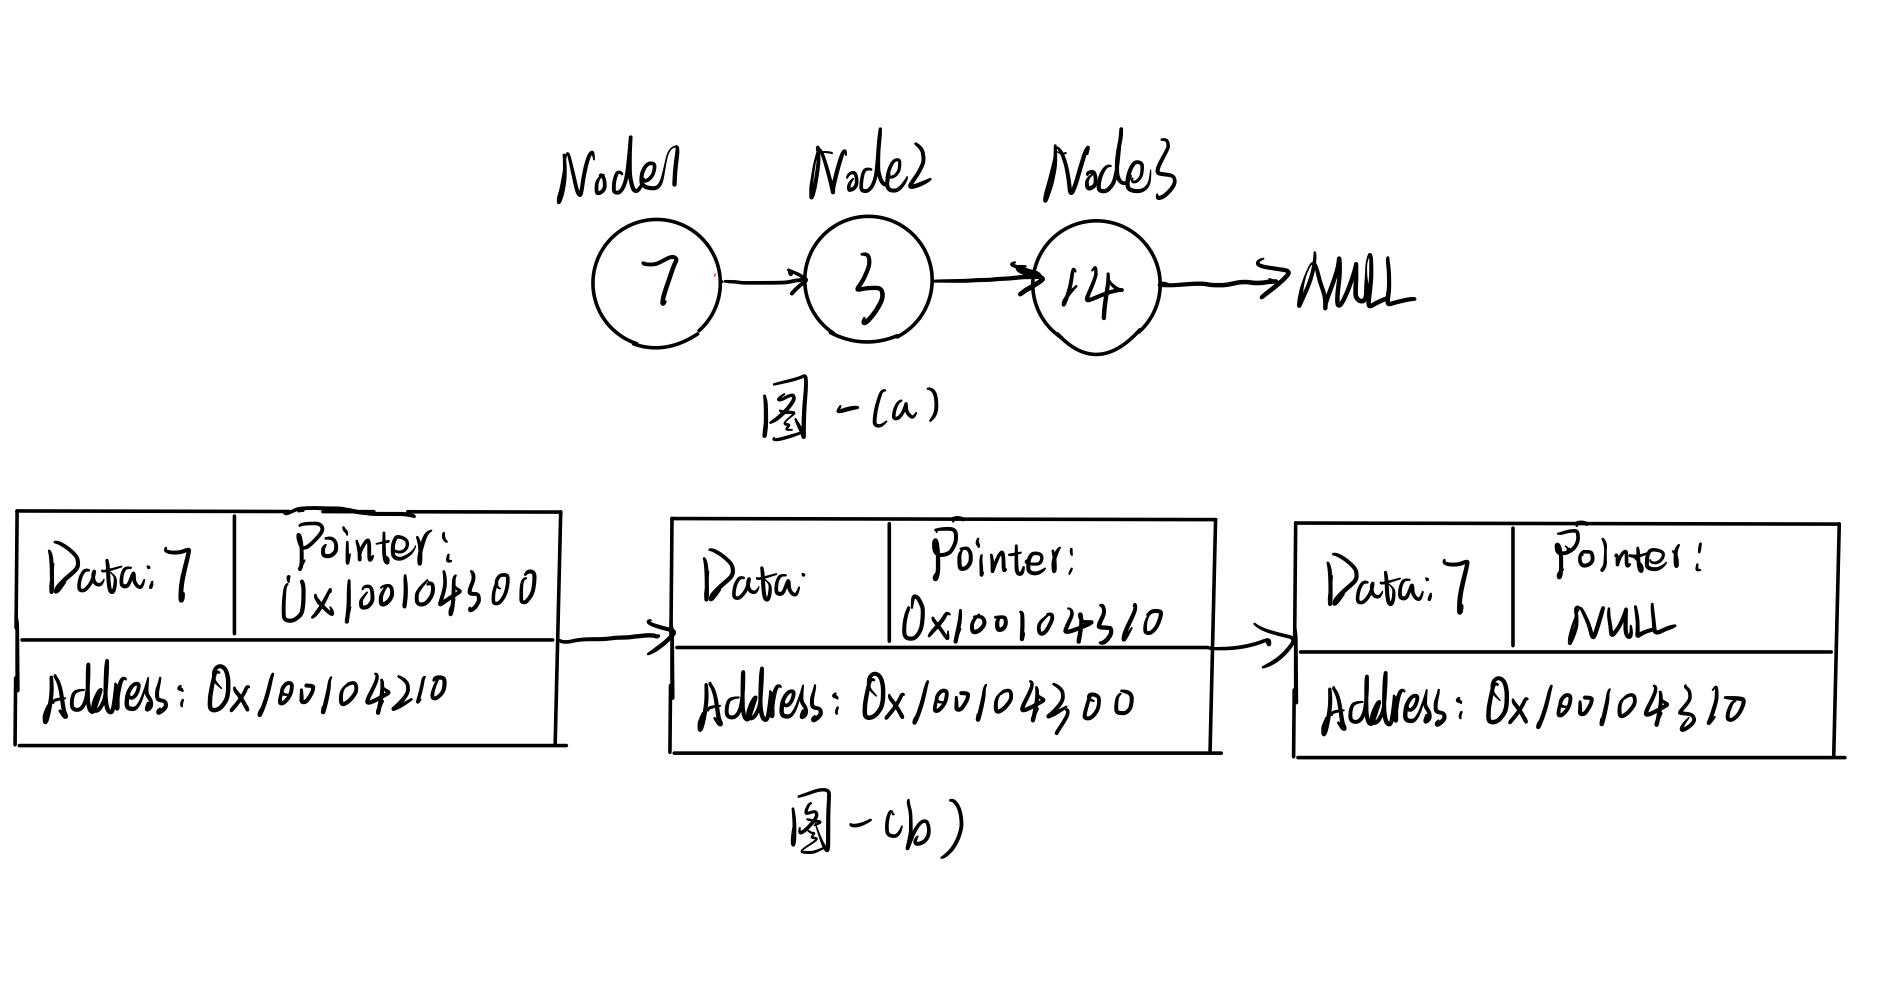 Node1 Node2 Node3
7 3 14 NULL
图-(a)
Data: 7 Pointer:
0x100104300
Address: 0x100104210
Data: Pointer:
0x100104310
Address: 0x100104300
Data: 7 Pointer:
NULL
Address: 0x100104310
图-(b)